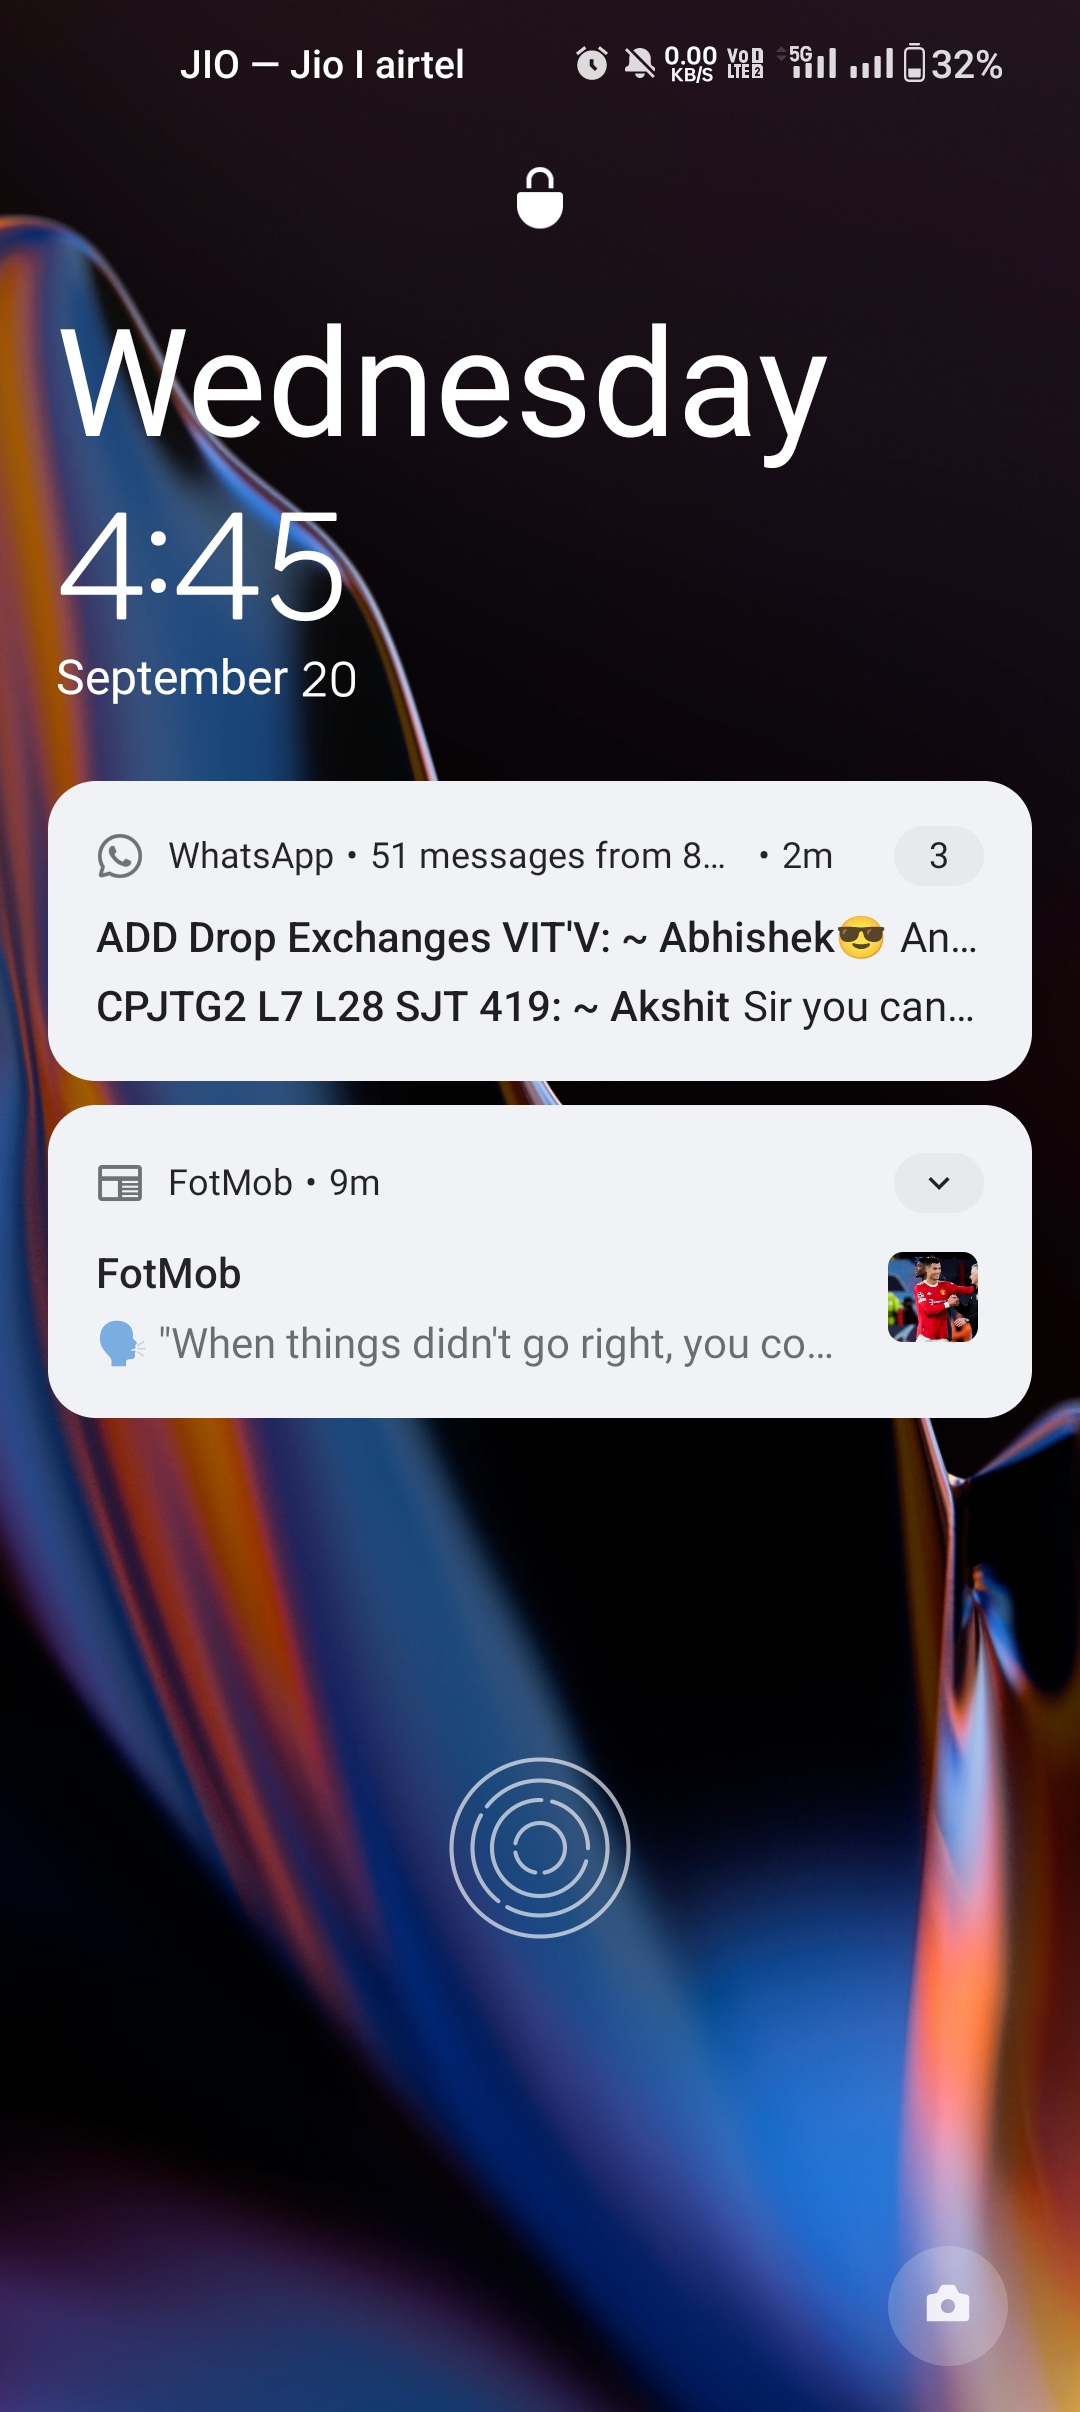 JIO — Jio I airtel 0.00 KB/S VoD LTE2 5G 32%
Wednesday
4:45
September 20
WhatsApp • 51 messages from 8… • 2m 3
ADD Drop Exchanges VIT'V: ~ Abhishek😎 An…
CPJTG2 L7 L28 SJT 419: ~ Akshit Sir you can…
FotMob • 9m
FotMob
🗣 "When things didn't go right, you co…